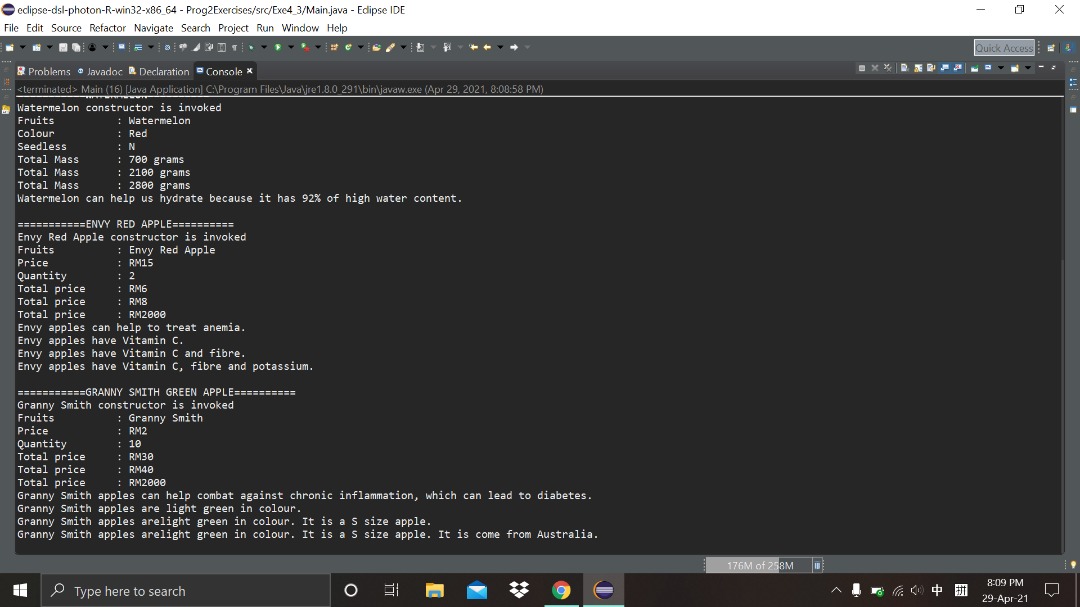 eclipse-dsl-photon-R-win32-x86_64 - Prog2Exercises/src/Exe4_3/Main.java - Eclipse IDE
File Edit Source Refactor Navigate Search Project Run Window Help
Quick Access
Problems Javadoc Declaration Console
<terminated> Main (16) [Java Application] C:\Program Files\Java\jre1.8.0_291\bin\javaw.exe (Apr 29, 2021, 8:08:58 PM)
Watermelon constructor is invoked
Fruits : Watermelon
Colour : Red
Seedless : N
Total Mass : 700 grams
Total Mass : 2100 grams
Total Mass : 2800 grams
Watermelon can help us hydrate because it has 92% of high water content.
===========ENVY RED APPLE==========
Envy Red Apple constructor is invoked
Fruits : Envy Red Apple
Price : RM15
Quantity : 2
Total price : RM6
Total price : RM8
Total price : RM2000
Envy apples can help to treat anemia.
Envy apples have Vitamin C.
Envy apples have Vitamin C and fibre.
Envy apples have Vitamin C, fibre and potassium.
===========GRANNY SMITH GREEN APPLE==========
Granny Smith constructor is invoked
Fruits : Granny Smith
Price : RM2
Quantity : 10
Total price : RM30
Total price : RM40
Total price : RM2000
Granny Smith apples can help combat against chronic inflammation, which can lead to diabetes.
Granny Smith apples are light green in colour.
Granny Smith apples arelight green in colour. It is a S size apple.
Granny Smith apples arelight green in colour. It is a S size apple. It is come from Australia.
176M of 258M
Type here to search
中 拼
8:09 PM
29-Apr-21